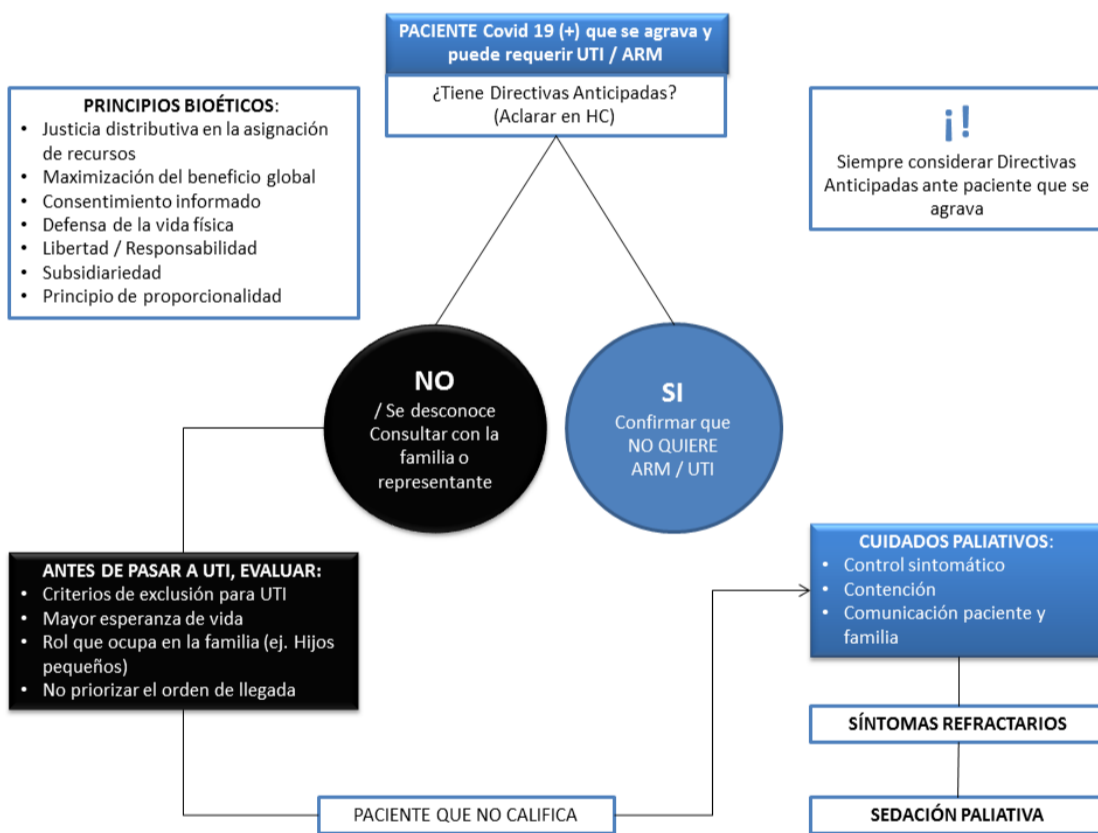 PACIENTE Covid 19 (+) que se agrava y
puede requerir UTI / ARM
¿Tiene Directivas Anticipadas?
(Aclarar en HC)
PRINCIPIOS BIOÉTICOS:
• Justicia distributiva en la asignación
de recursos
• Maximización del beneficio global
• Consentimiento informado
• Defensa de la vida física
• Libertad / Responsabilidad
• Subsidiariedad
• Principio de proporcionalidad
¡!
Siempre considerar Directivas
Anticipadas ante paciente que se
agrava
NO
/ Se desconoce
Consultar con la
familia o
representante
SI
Confirmar que
NO QUIERE
ARM / UTI
ANTES DE PASAR A UTI, EVALUAR:
• Criterios de exclusión para UTI
• Mayor esperanza de vida
• Rol que ocupa en la familia (ej. Hijos
pequeños)
• No priorizar el orden de llegada
CUIDADOS PALIATIVOS:
• Control sintomático
• Contención
• Comunicación paciente y
familia
SÍNTOMAS REFRACTARIOS
PACIENTE QUE NO CALIFICA
SEDACIÓN PALIATIVA